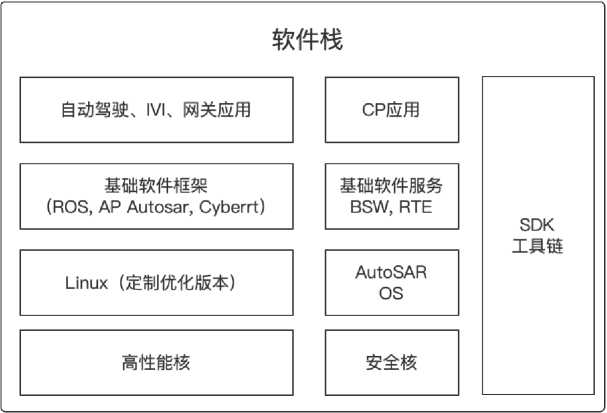 软件栈
自动驾驶、IVI、网关应用
CP应用
基础软件框架
（ROS, AP Autosar, Cyberrt）
基础软件服务
BSW, RTE
SDK
工具链
Linux（定制优化版本）
AutoSAR
OS
高性能核
安全核